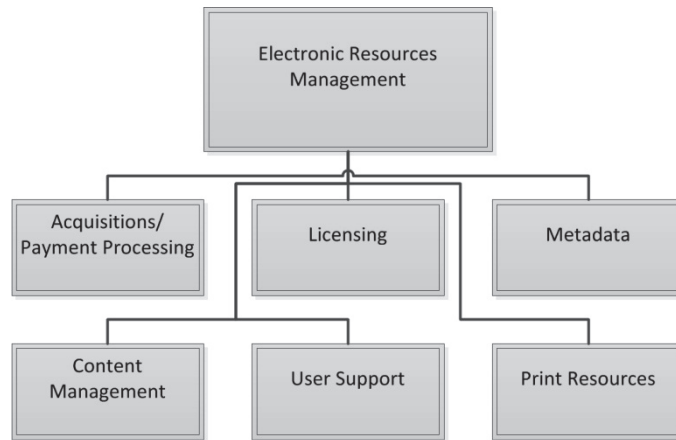 Electronic Resources
Management
Acquisitions/
Payment Processing
Licensing
Metadata
Content
Management
User Support
Print Resources